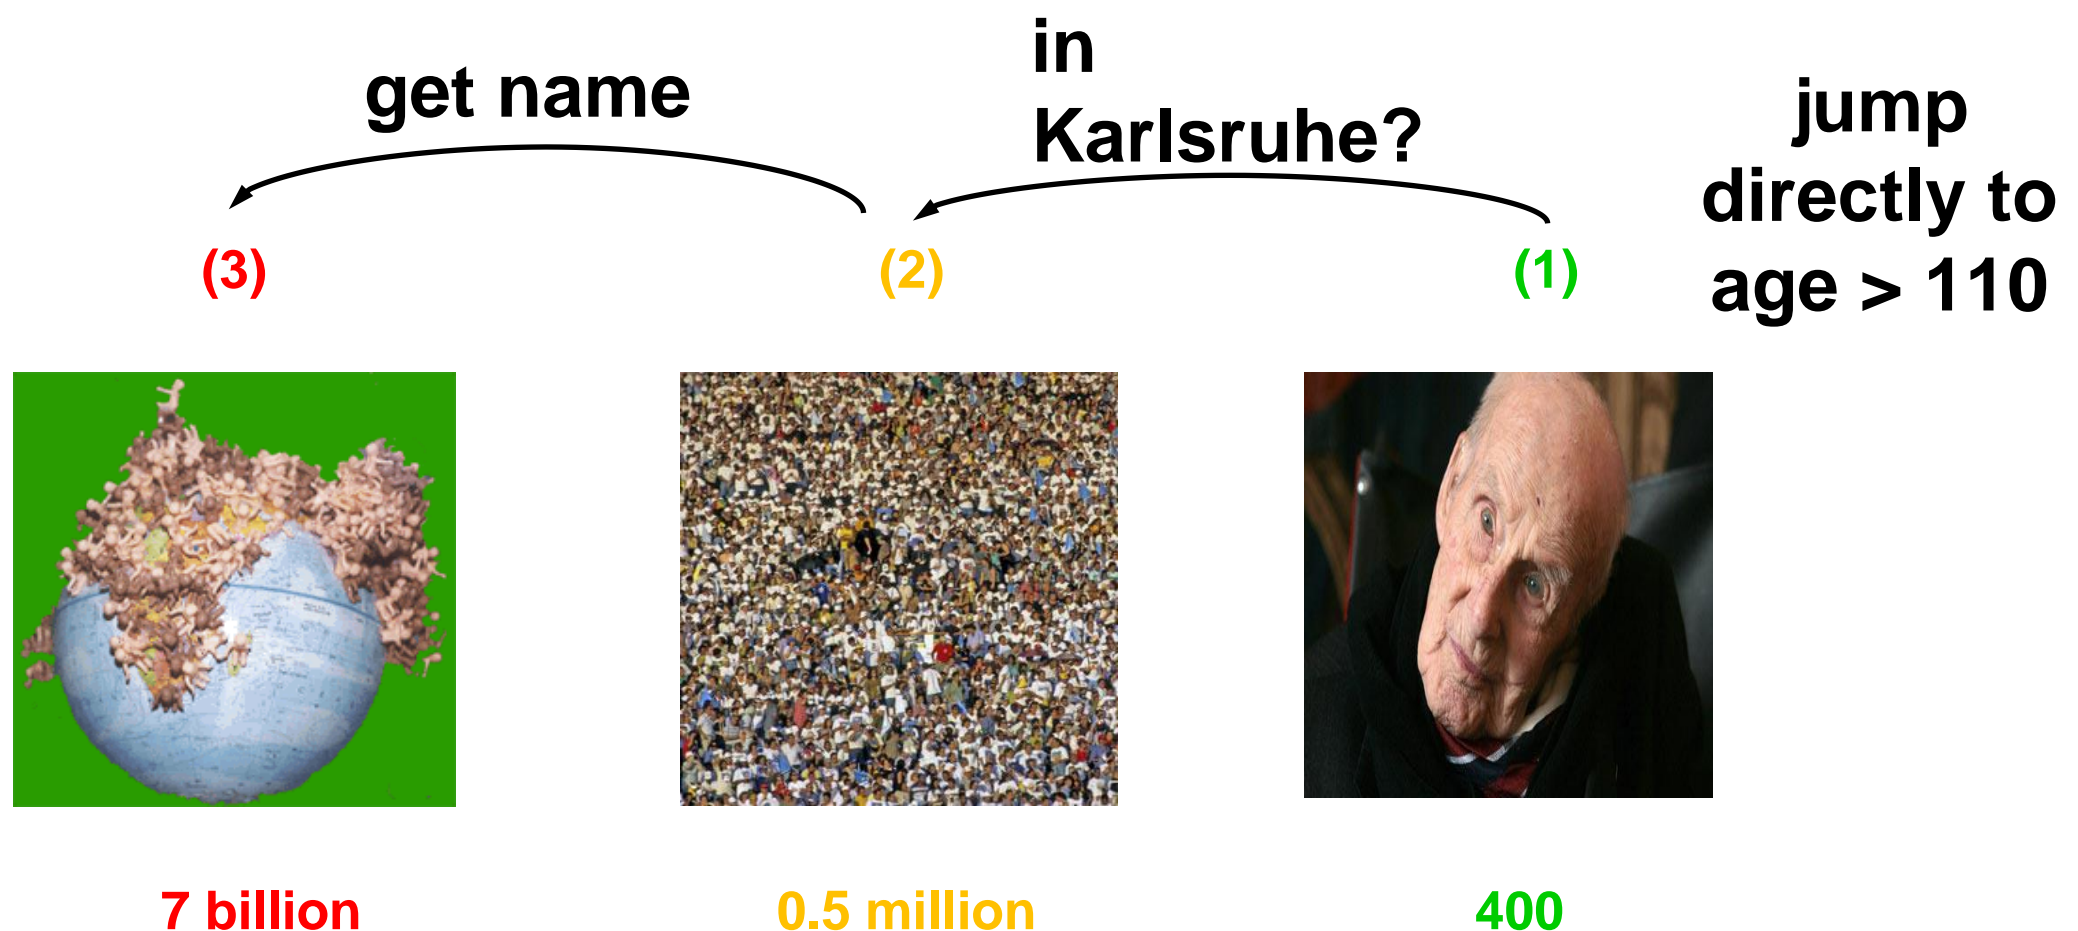 get name
in
Karlsruhe?
jump
directly to
age > 110
(3)
(2)
(1)
7 billion
0.5 million
400